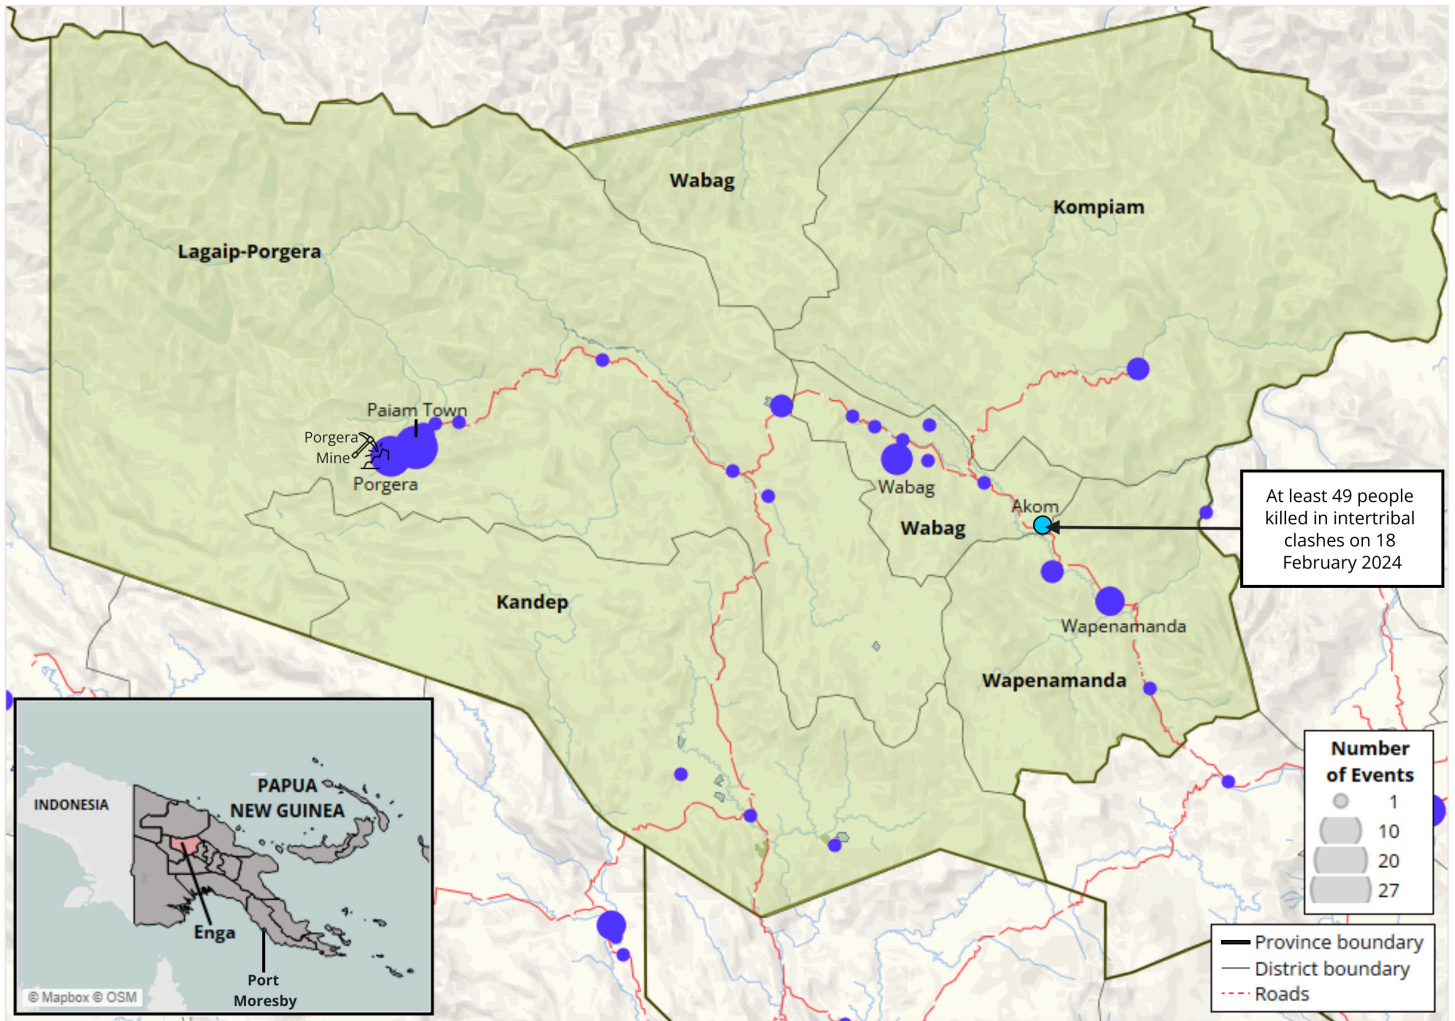 Wabag
Kompiam
Lagaip-Porgera
Paiam Town
Porgera
Mine
Porgera
Wabag
Wabag
Akom
At least 49 people
killed in intertribal
clashes on 18
February 2024
Kandep
Wapenamanda
Wapenamanda
INDONESIA
PAPUA
NEW GUINEA
Enga
Port
Moresby
© Mapbox © OSM
Number
of Events
1
10
20
27
Province boundary
District boundary
Roads